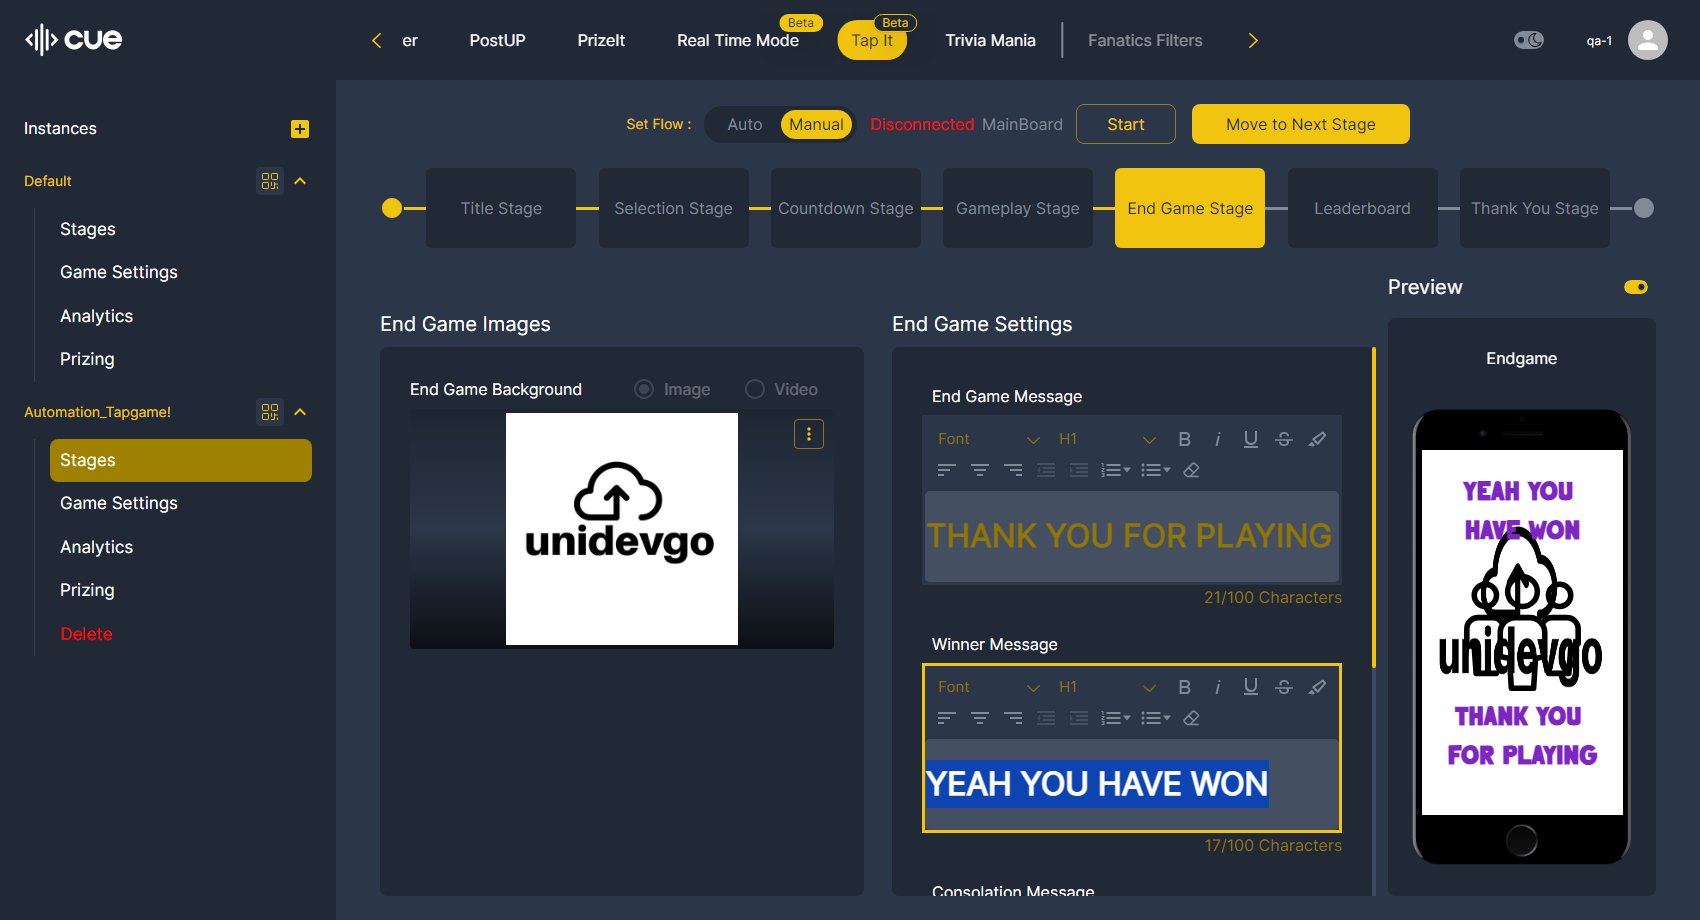 cue
er
PostUP
PrizeIt
Real Time Mode
Beta
Tap It
Beta
Trivia Mania
Fanatics Filters
qa-1
Instances
Default
Stages
Game Settings
Analytics
Prizing
Automation_Tapgame!
Stages
Game Settings
Analytics
Prizing
Delete
Set Flow :
Auto
Manual
Disconnected MainBoard
Start
Move to Next Stage
Title Stage
Selection Stage
Countdown Stage
Gameplay Stage
End Game Stage
Leaderboard
Thank You Stage
End Game Images
End Game Background
Image
Video
unidevgo
End Game Settings
End Game Message
Font
H1
B
i
U
S
THANK YOU FOR PLAYING
21/100 Characters
Winner Message
Font
H1
B
i
U
S
YEAH YOU HAVE WON
17/100 Characters
Consolation Message
Preview
Endgame
YEAH YOU
HAVE WON
unidevgo
THANK YOU
FOR PLAYING